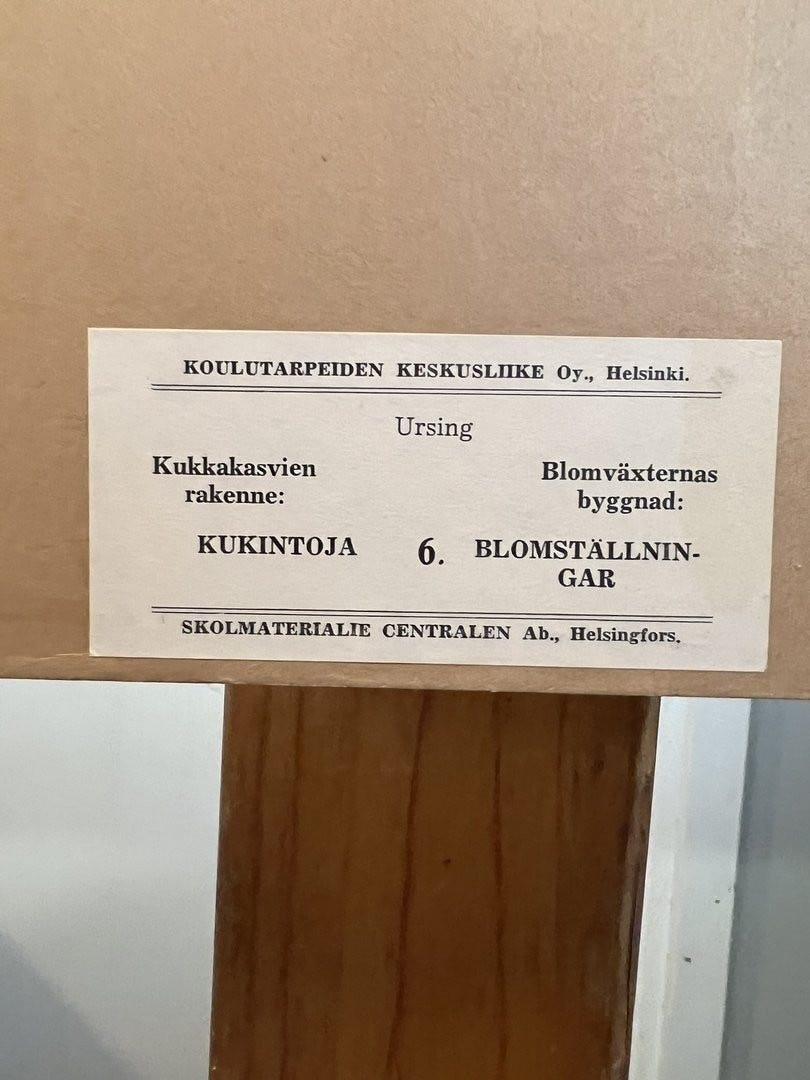 KOULUTARPEIDEN KESKUSLIIKE Oy., Helsinki.
Ursing
Kukkakasvien
rakenne:
Blomväxternas
byggnad:
KUKINTOJA 6. BLOMSTÄLLNIN-
GAR
SKOLMATERIALIE CENTRALEN Ab., Helsingfors.